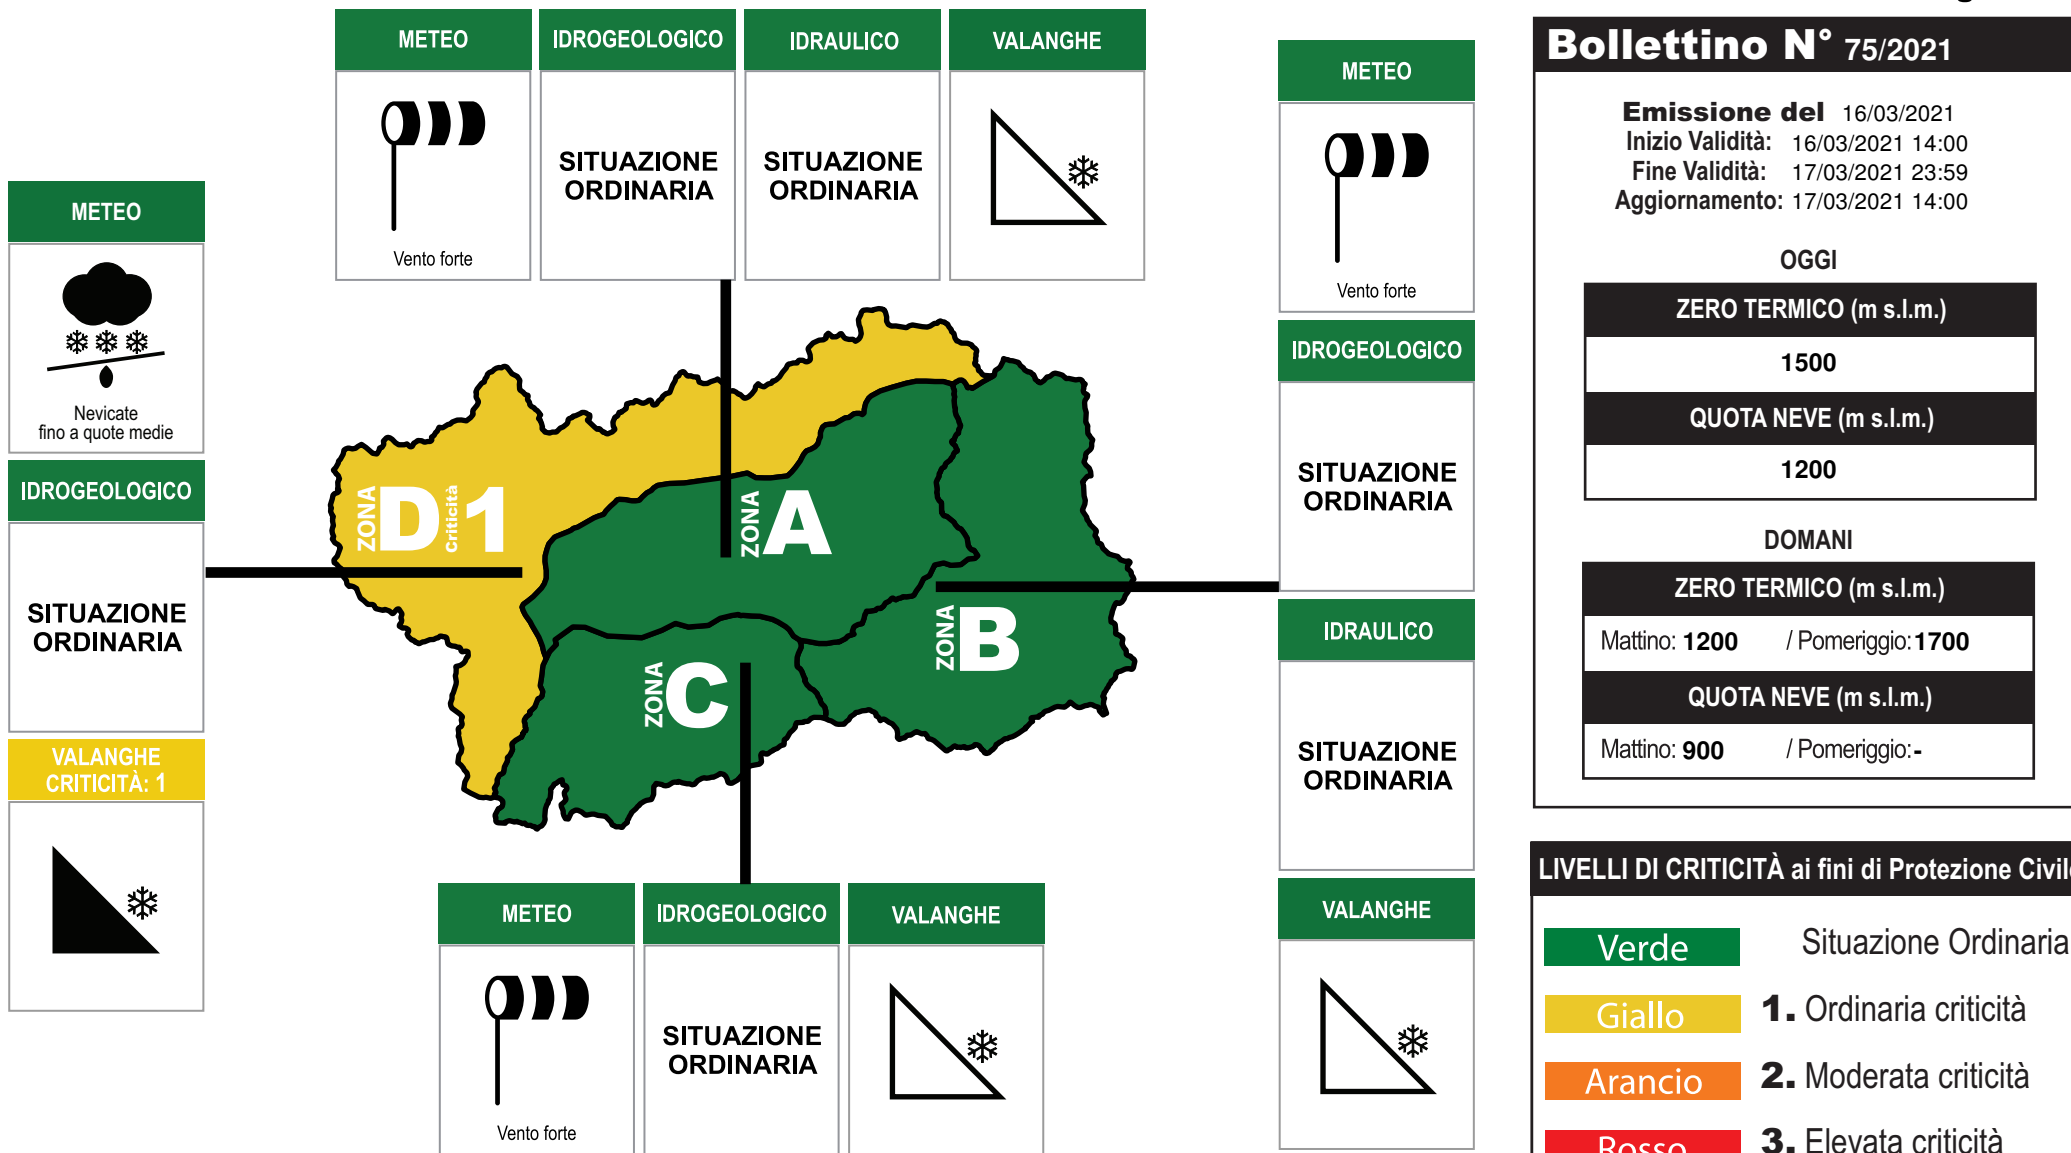 METEO
IDROGEOLOGICO
IDRAULICO
VALANGHE
Vento forte
SITUAZIONE
ORDINARIA
SITUAZIONE
ORDINARIA
METEO
Nevicate
fino a quote medie
IDROGEOLOGICO
SITUAZIONE
ORDINARIA
VALANGHE
CRITICITÀ: 1
ZONA D Criticità 1
ZONA A
ZONA B
ZONA C
METEO
IDROGEOLOGICO
VALANGHE
Vento forte
SITUAZIONE
ORDINARIA
METEO
Vento forte
IDROGEOLOGICO
SITUAZIONE
ORDINARIA
IDRAULICO
SITUAZIONE
ORDINARIA
VALANGHE
Bollettino N° 75/2021
Emissione del 16/03/2021
Inizio Validità: 16/03/2021 14:00
Fine Validità: 17/03/2021 23:59
Aggiornamento: 17/03/2021 14:00
OGGI
ZERO TERMICO (m s.l.m.)
1500
QUOTA NEVE (m s.l.m.)
1200
DOMANI
ZERO TERMICO (m s.l.m.)
Mattino: 1200 / Pomeriggio: 1700
QUOTA NEVE (m s.l.m.)
Mattino: 900 / Pomeriggio: -
LIVELLI DI CRITICITÀ ai fini di Protezione Civile
Verde Situazione Ordinaria
Giallo 1. Ordinaria criticità
Arancio 2. Moderata criticità
Rosso 3. Elevata criticità